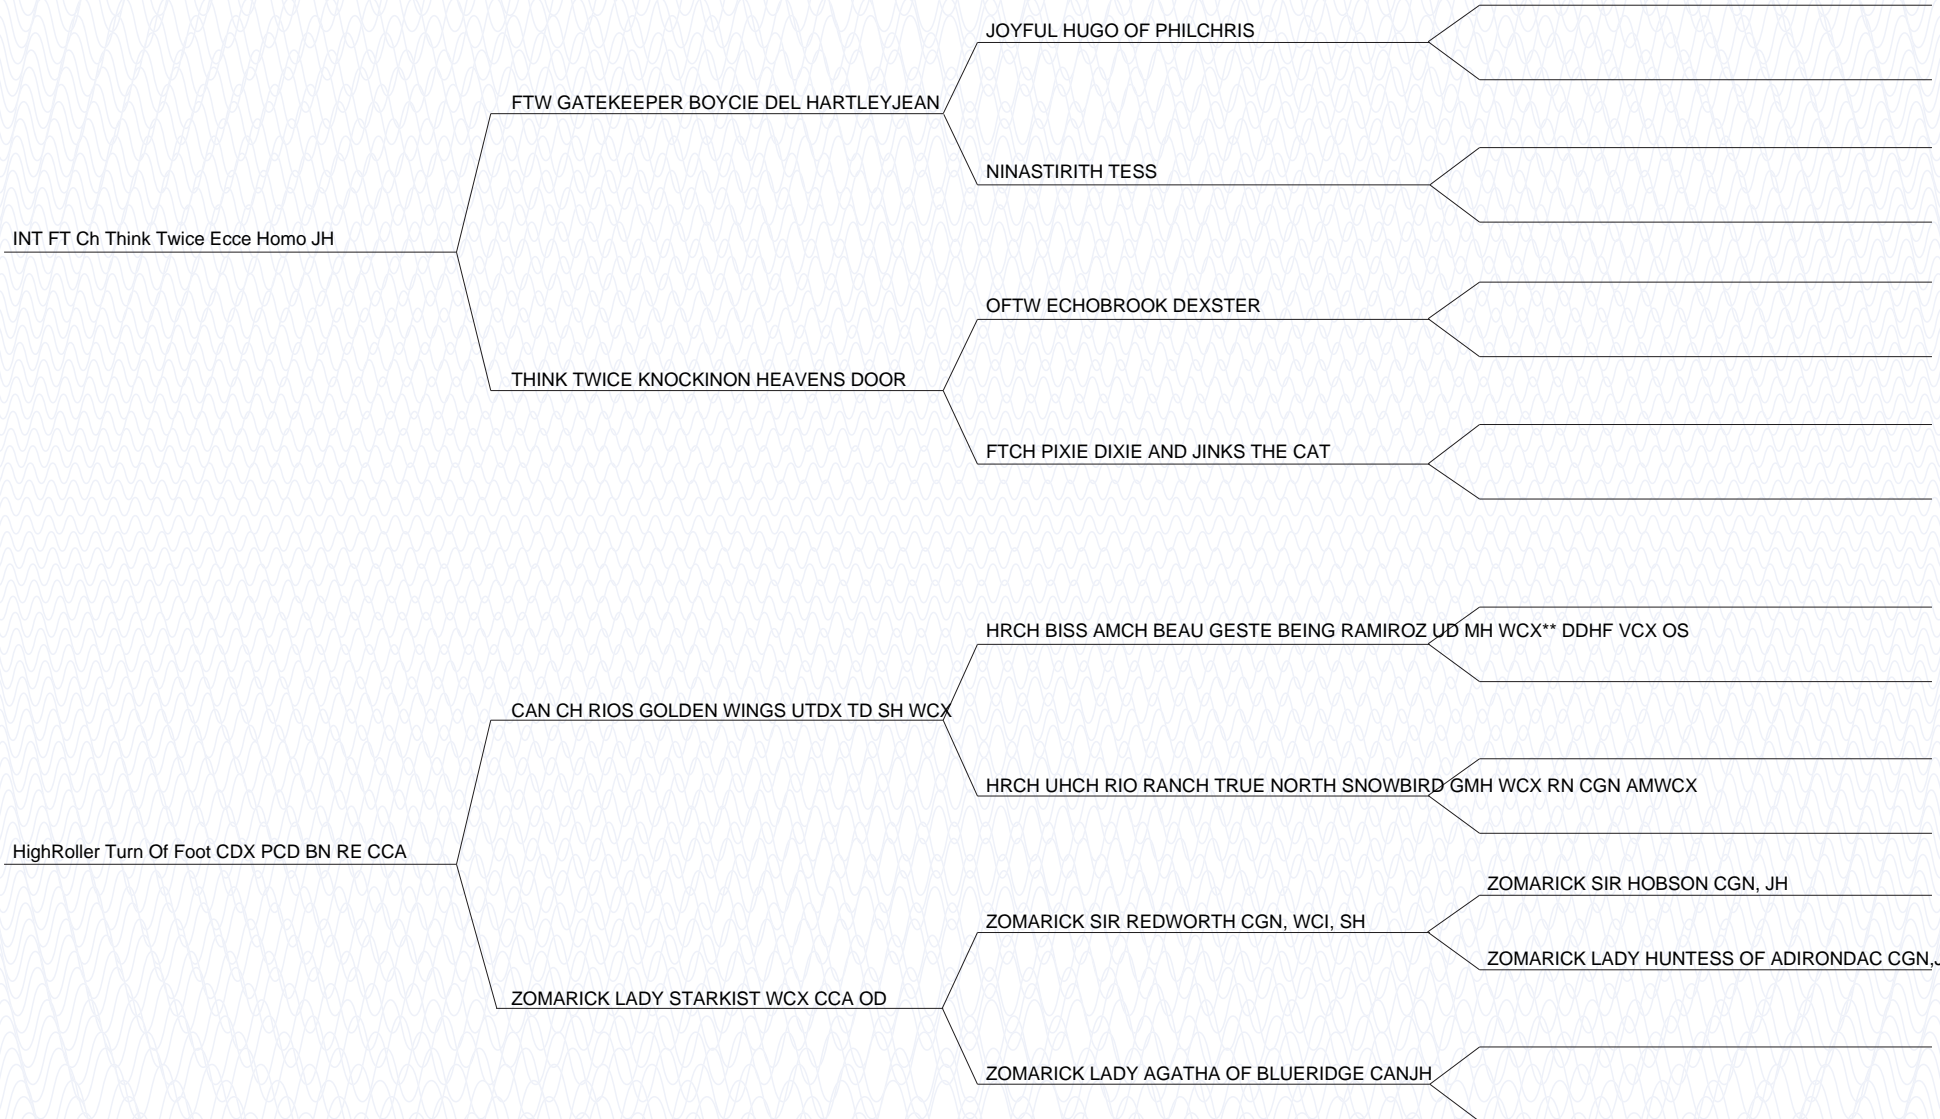 JOYFUL HUGO OF PHILCHRIS
FTW GATEKEEPER BOYCIE DEL HARTLEYJEAN
NINASTIRITH TESS
INT FT Ch Think Twice Ecce Homo JH
OFTW ECHOBROOK DEXSTER
THINK TWICE KNOCKINON HEAVENS DOOR
FTCH PIXIE DIXIE AND JINKS THE CAT
HRCH BISS AMCH BEAU GESTE BEING RAMIROZ UD MH WCX** DDHF VCX OS
CAN CH RIOS GOLDEN WINGS UTDX TD SH WCX
HRCH UHCH RIO RANCH TRUE NORTH SNOWBIRD GMH WCX RN CGN AMWCX
HighRoller Turn Of Foot CDX PCD BN RE CCA
ZOMARICK SIR HOBSON CGN, JH
ZOMARICK SIR REDWORTH CGN, WCI, SH
ZOMARICK LADY HUNTESS OF ADIRONDAC CGN,
ZOMARICK LADY STARKIST WCX CCA OD
ZOMARICK LADY AGATHA OF BLUERIDGE CANJH